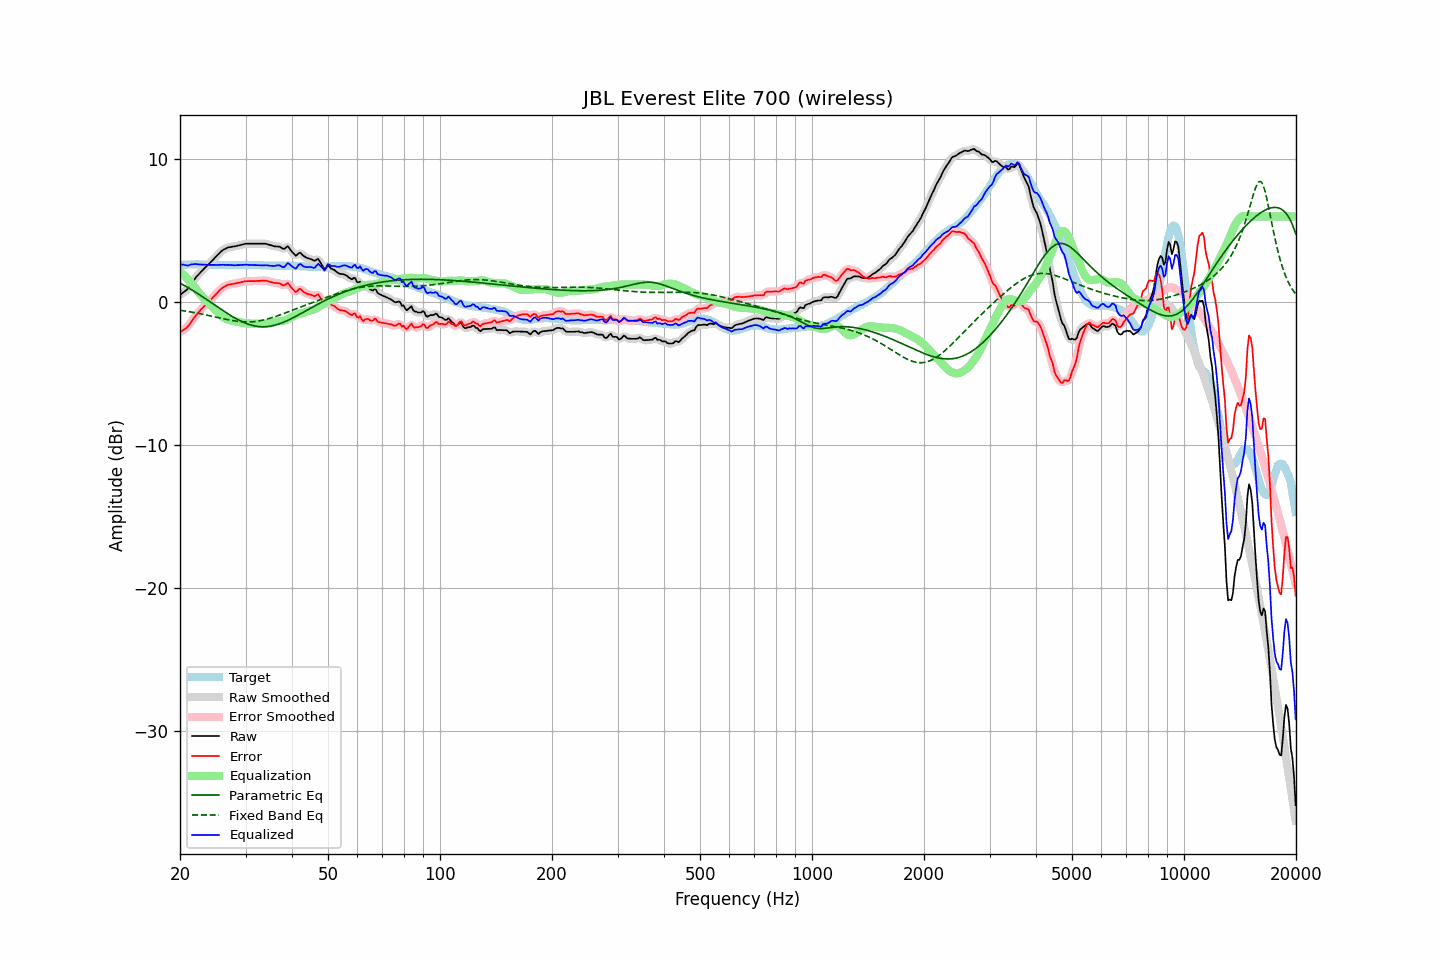 JBL Everest Elite 700 (wireless)
Amplitude (dBr)
10
0
−10
−20
−30
Target
Raw Smoothed
Error Smoothed
Raw
Error
Equalization
Parametric Eq
Fixed Band Eq
Equalized
20 50 100 200 500 1000 2000 5000 10000 20000
Frequency (Hz)